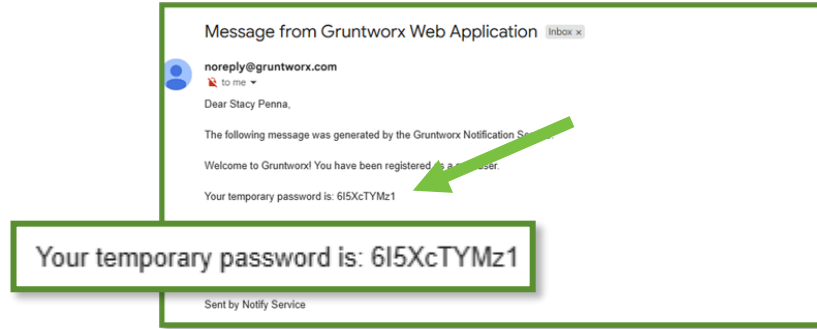 Message from Gruntworx Web Application Inbox x
noreply@gruntworx.com
to me
Dear Stacy Penna,
The following message was generated by the Gruntworx Notification
Welcome to Gruntworx! You have been registered as a user.
Your temporary password is: 6I5XcTYMz1
Your temporary password is: 6I5XcTYMz1
Sent by Notify Service